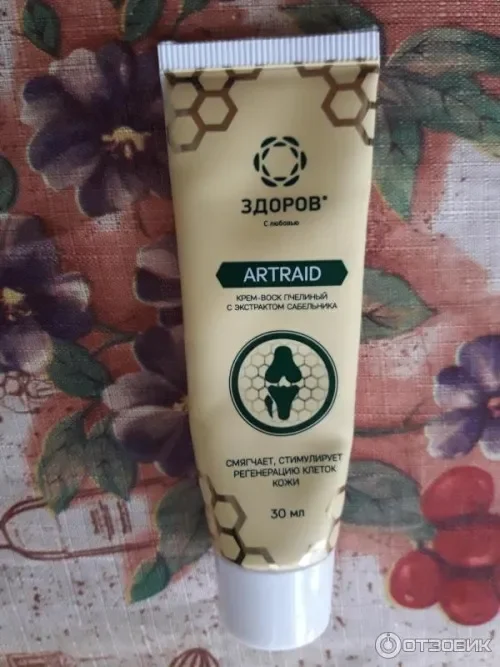 ЗДОРОВ®
С любовью
ARTRAID
КРЕМ-ВОСК ПЧЕЛИНЫЙ
С ЭКСТРАКТОМ САБЕЛЬНИКА
СМЯГЧАЕТ, СТИМУЛИРУЕТ
РЕГЕНЕРАЦИЮ КЛЕТОК
КОЖИ
30 МЛ
ОТЗОВИК